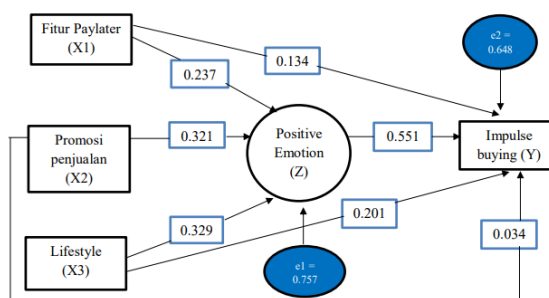 Fitur Paylater
(X1)
e2 =
0.648
0.237
0.134
Promosi
penjualan
(X2)
0.321
Positive
Emotion
(Z)
0.551
Impulse
buying (Y)
Lifestyle
(X3)
0.329
0.201
0.034
e1 =
0.757